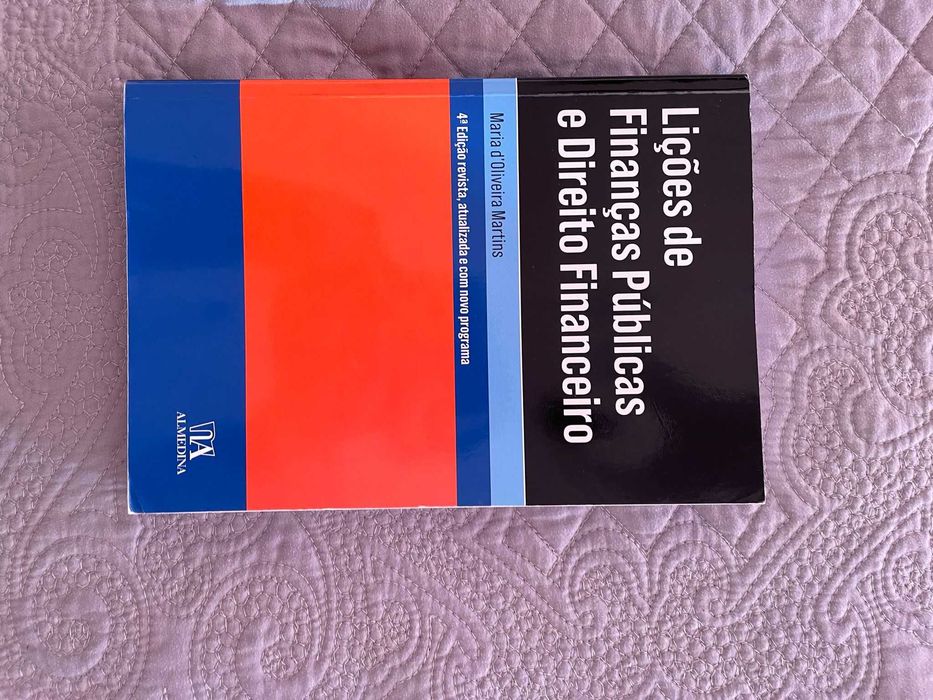 Lições de
Finanças Públicas
e Direito Financeiro
Maria d'Oliveira Martins
4ª Edição revista, atualizada e com novo programa
ALMEDINA